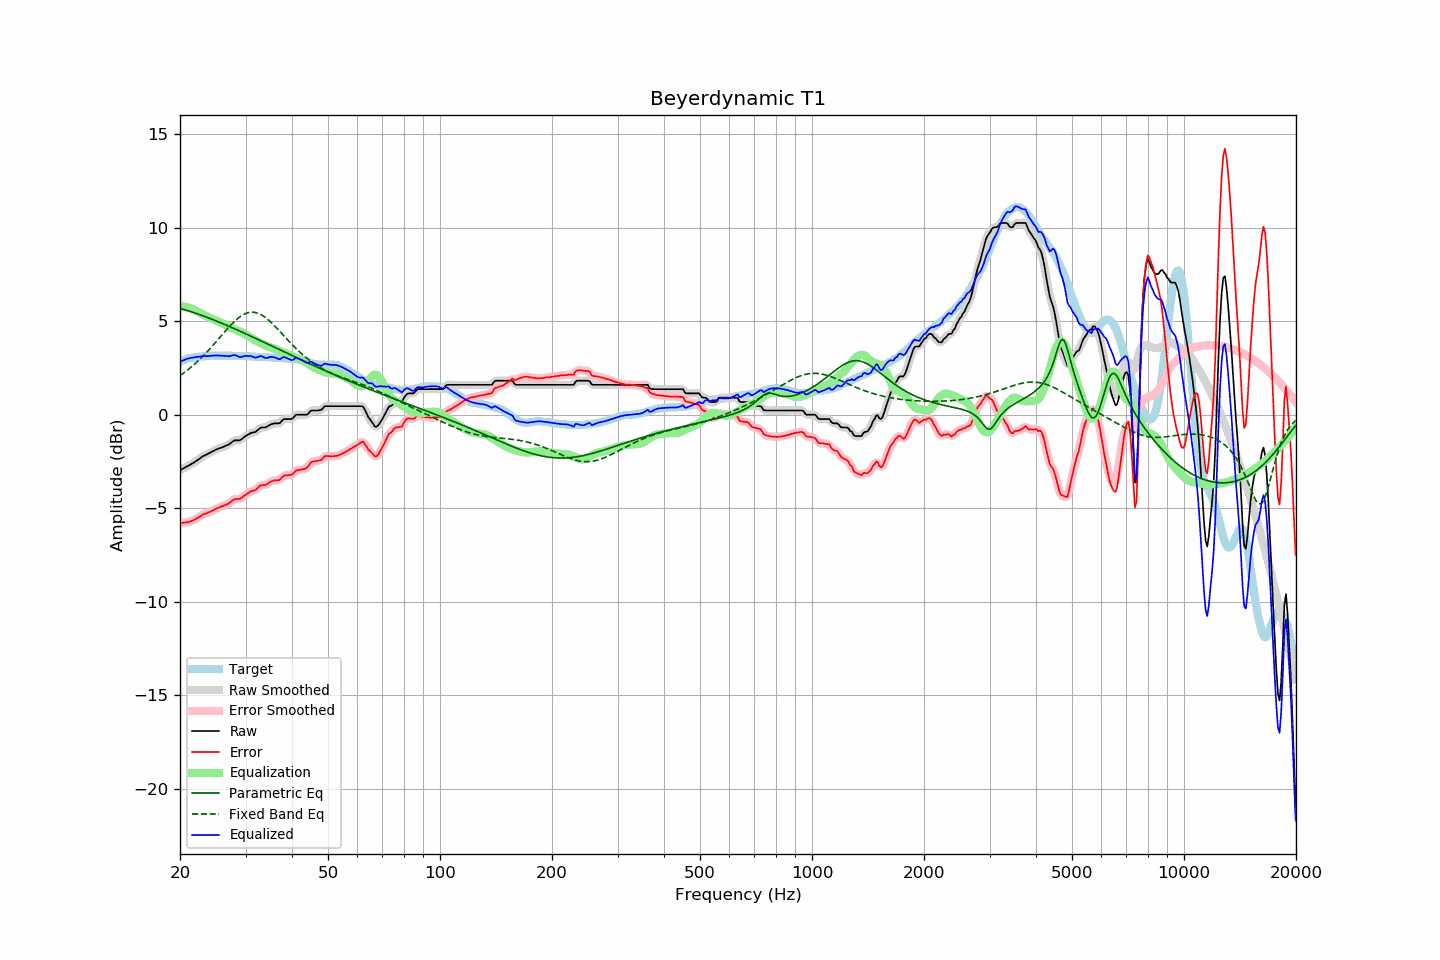 Beyerdynamic T1
Amplitude (dBr)
15
10
5
0
−5
−10
−15
−20
Target
Raw Smoothed
Error Smoothed
Raw
Error
Equalization
Parametric Eq
Fixed Band Eq
Equalized
20 50 100 200 500 1000 2000 5000 10000 20000
Frequency (Hz)